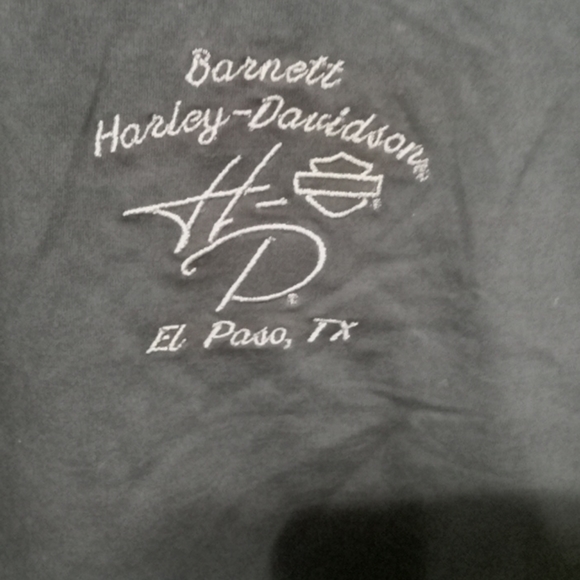 Barnett
Harley-Davidson®
H-
D®
El Paso, TX